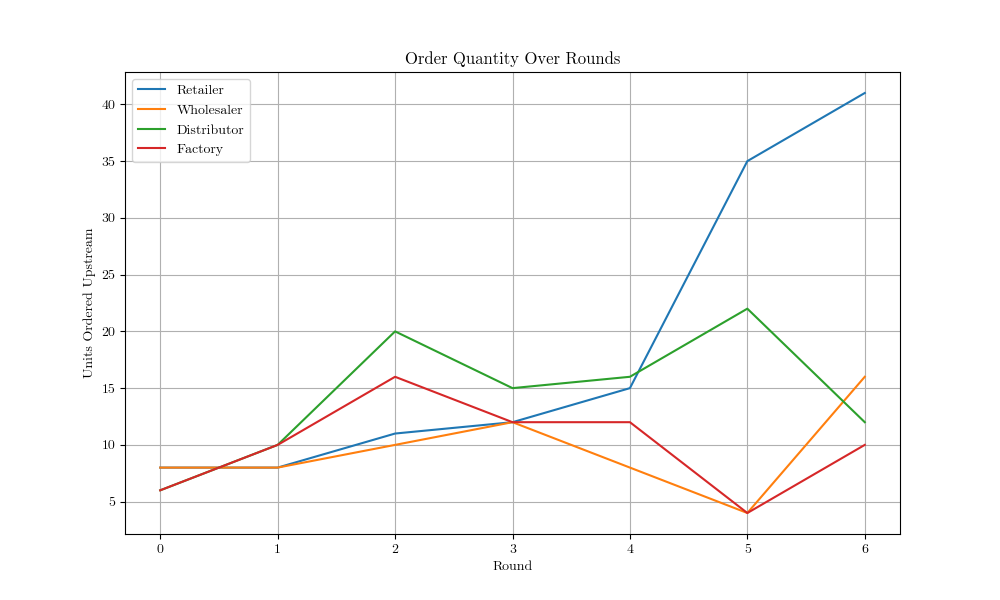 Order Quantity Over Rounds
Retailer
Wholesaler
Distributor
Factory
Units Ordered Upstream
40
35
30
25
20
15
10
5
0 1 2 3 4 5 6
Round